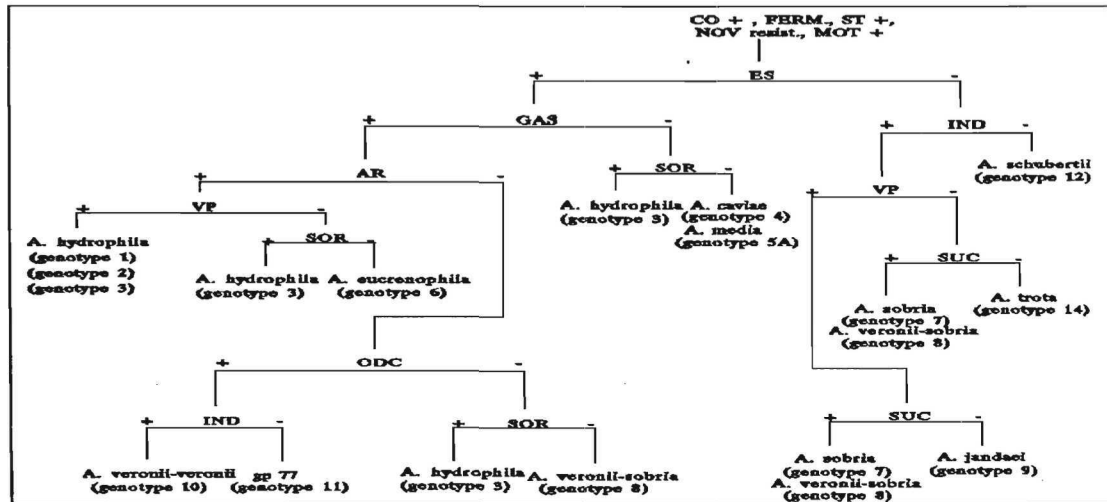 CO + , FERM., ST +,
NOV resist., MOT +
+ ES -
+ GAS -
+ IND -
A. schubertii
(genotype 12)
+ AR -
+ SOR -
A. hydrophila
(genotype 3)
A. caviae
(genotype 4)
A. media
(genotype 5A)
+ VP -
+ VP -
A. hydrophila
(genotype 1)
(genotype 2)
(genotype 3)
+ SOR -
A. hydrophila
(genotype 3)
A. eucrenophila
(genotype 6)
+ SUC -
A. sobria
(genotype 7)
A. veronii-sobria
(genotype 8)
A. trota
(genotype 14)
+ ODC -
+ IND -
A. veronii-veronii
(genotype 10)
gp 77
(genotype 11)
+ SOR -
A. hydrophila
(genotype 3)
A. veronii-sobria
(genotype 8)
+ SUC -
A. sobria
(genotype 7)
A. veronii-sobria
(genotype 8)
A. jandaei
(genotype 9)